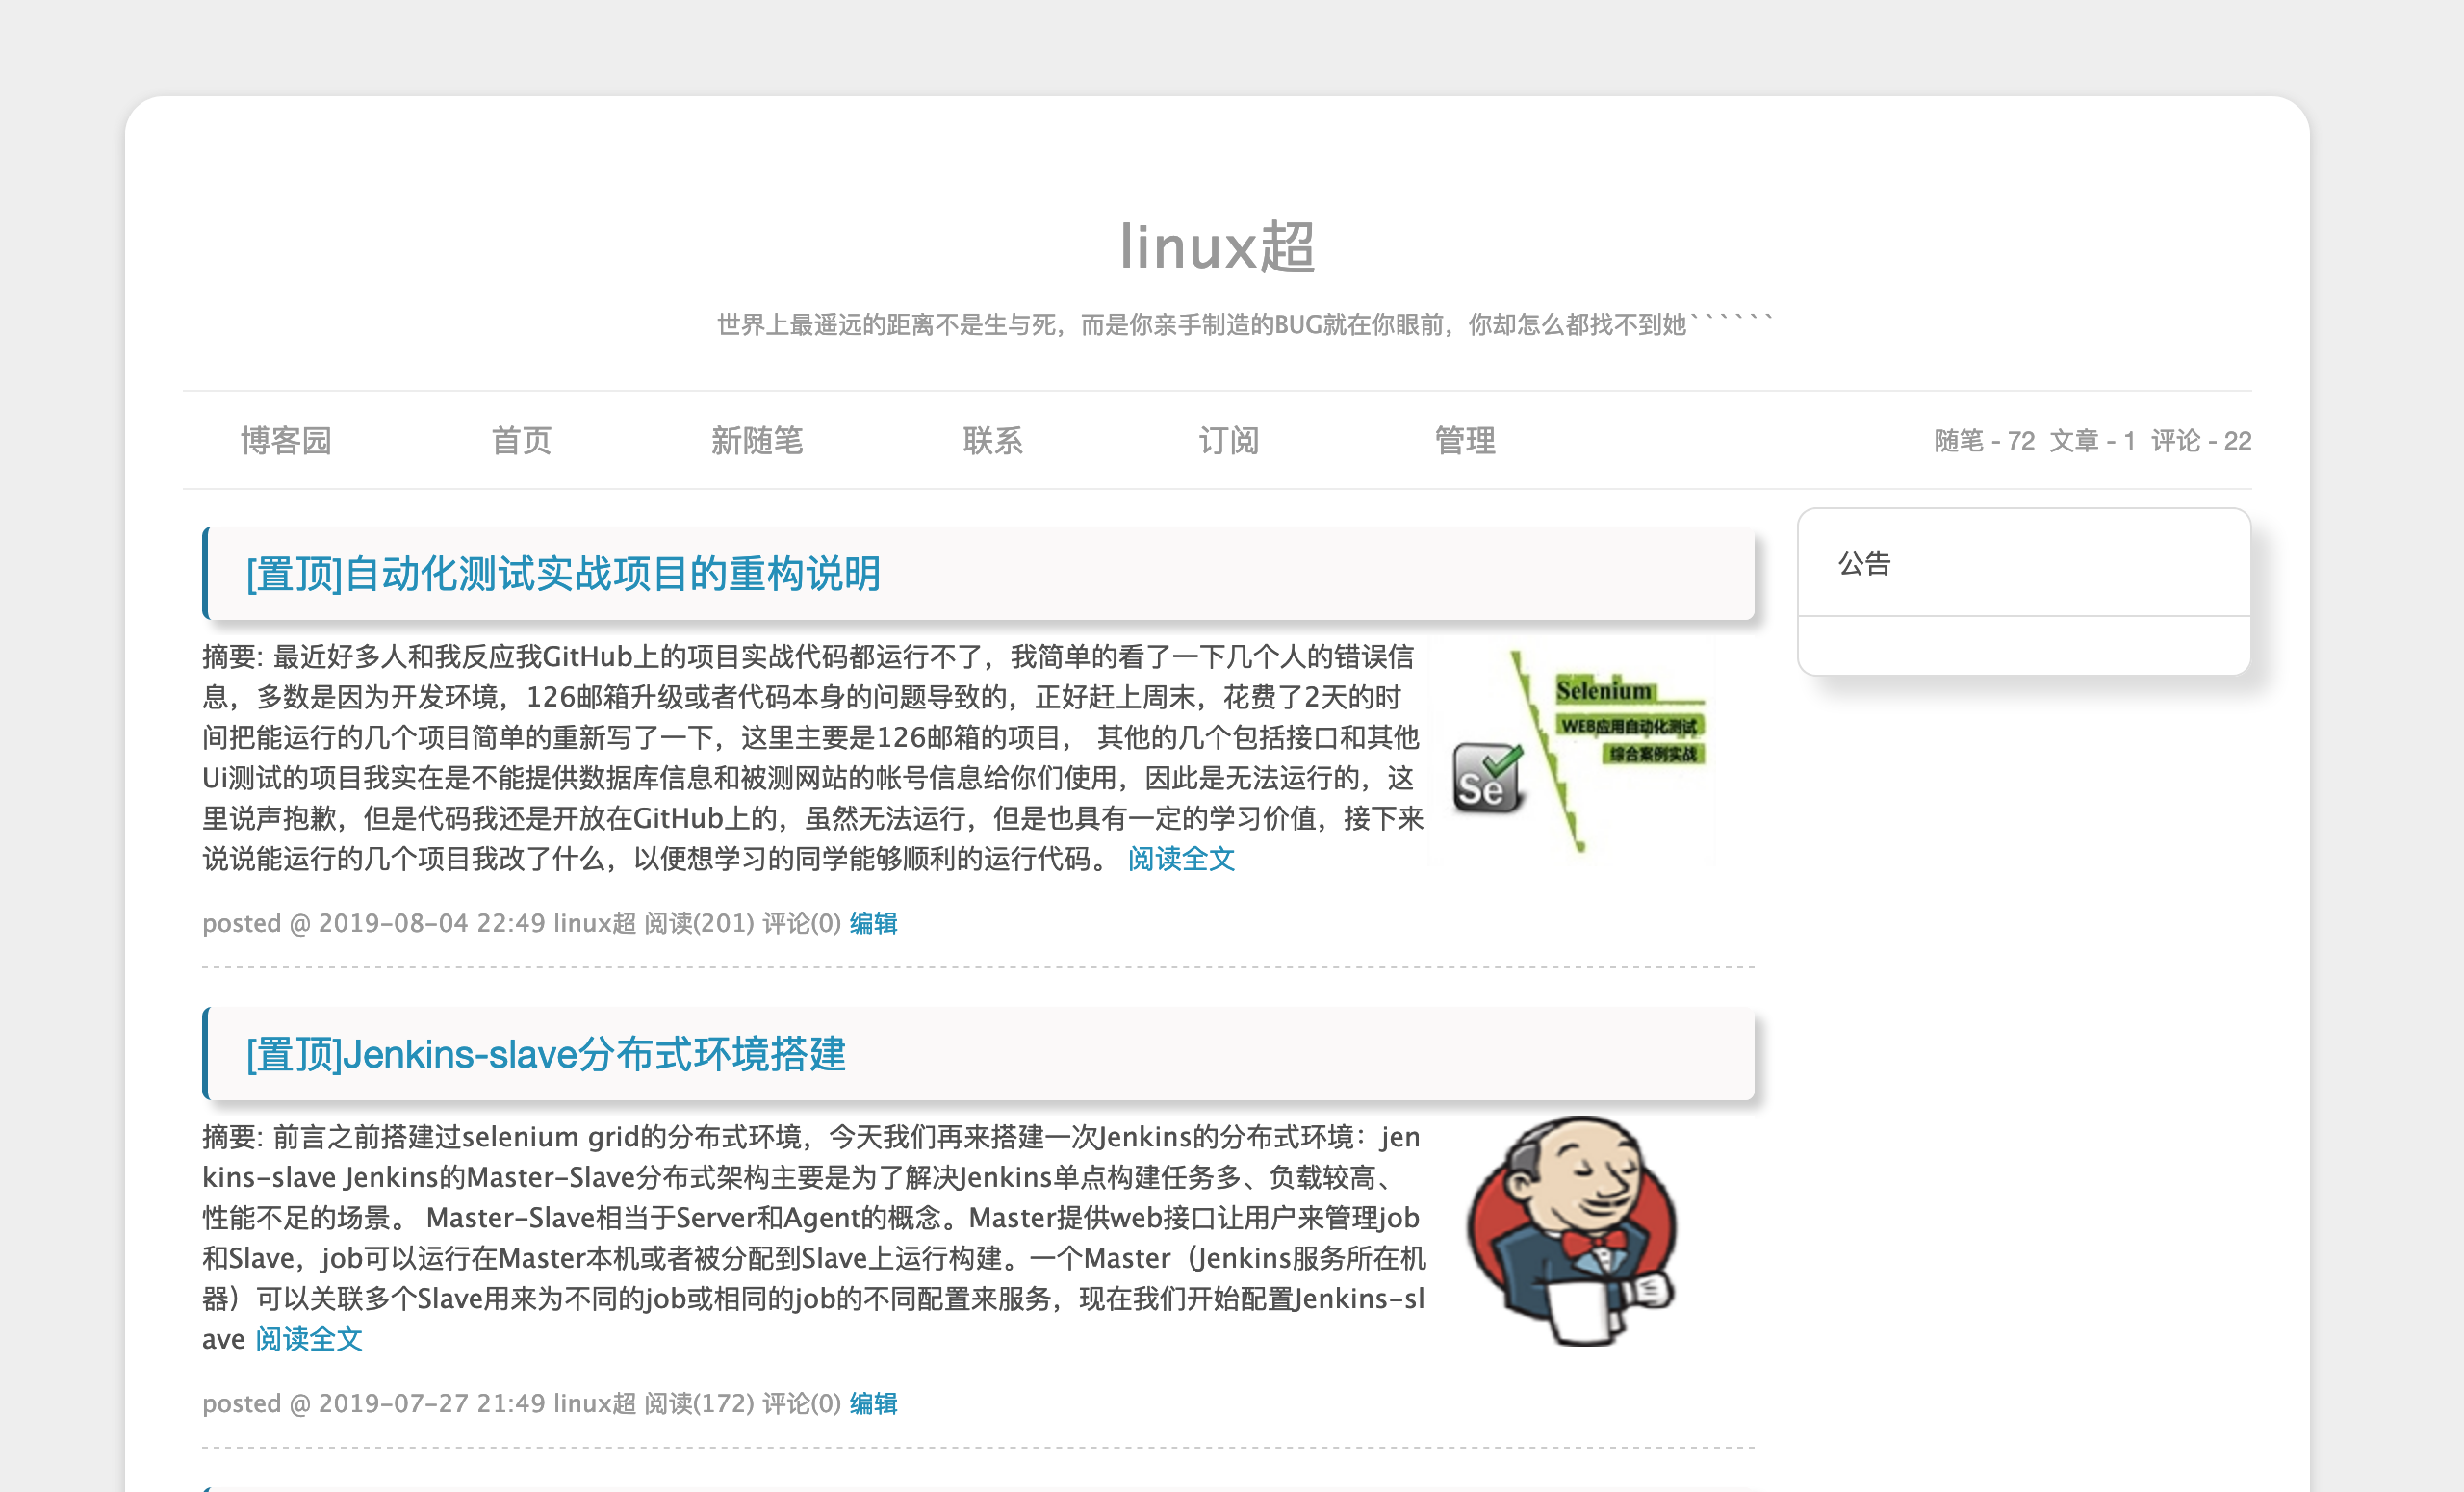 linux超
世界上最遥远的距离不是生与死，而是你亲手制造的BUG就在你眼前，你却怎么都找不到她``````
博客园 首页 新随笔 联系 订阅 管理 随笔 - 72 文章 - 1 评论 - 22
[置顶]自动化测试实战项目的重构说明
摘要: 最近好多人和我反应我GitHub上的项目实战代码都运行不了，我简单的看了一下几个人的错误信
息，多数是因为开发环境，126邮箱升级或者代码本身的问题导致的，正好赶上周末，花费了2天的时
间把能运行的几个项目简单的重新写了一下，这里主要是126邮箱的项目， 其他的几个包括接口和其他
Ui测试的项目我实在是不能提供数据库信息和被测网站的帐号信息给你们使用，因此是无法运行的，这
里说声抱歉，但是代码我还是开放在GitHub上的，虽然无法运行，但是也具有一定的学习价值，接下来
说说能运行的几个项目我改了什么，以便想学习的同学能够顺利的运行代码。 阅读全文
Selenium
WEB应用自动化测试
综合案例实战
Se
posted @ 2019-08-04 22:49 linux超 阅读(201) 评论(0) 编辑
[置顶]Jenkins-slave分布式环境搭建
摘要: 前言之前搭建过selenium grid的分布式环境，今天我们再来搭建一次Jenkins的分布式环境：jen
kins-slave Jenkins的Master-Slave分布式架构主要是为了解决Jenkins单点构建任务多、负载较高、
性能不足的场景。 Master-Slave相当于Server和Agent的概念。Master提供web接口让用户来管理job
和Slave，job可以运行在Master本机或者被分配到Slave上运行构建。一个Master（Jenkins服务所在机
器）可以关联多个Slave用来为不同的job或相同的job的不同配置来服务，现在我们开始配置Jenkins-sl
ave 阅读全文
posted @ 2019-07-27 21:49 linux超 阅读(172) 评论(0) 编辑
公告